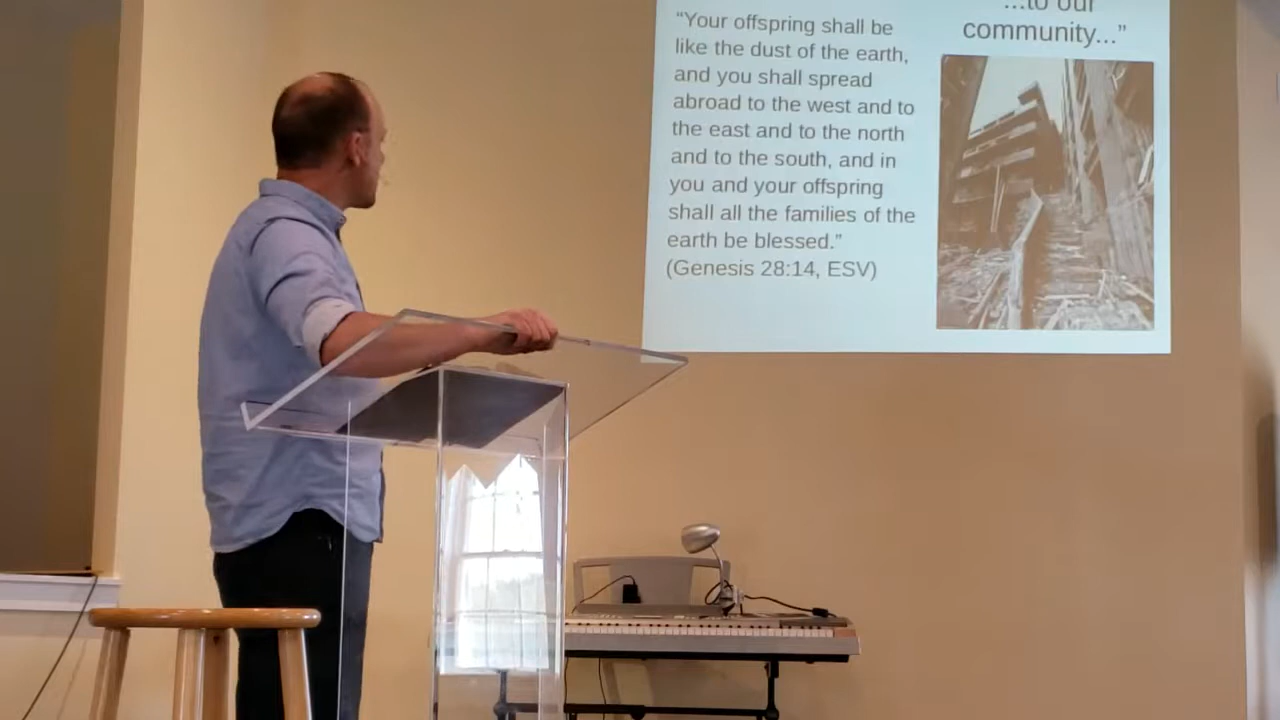 "Your offspring shall be
like the dust of the earth,
and you shall spread
abroad to the west and to
the east and to the north
and to the south, and in
you and your offspring
shall all the families of the
earth be blessed."
(Genesis 28:14, ESV)
...to our
community..."